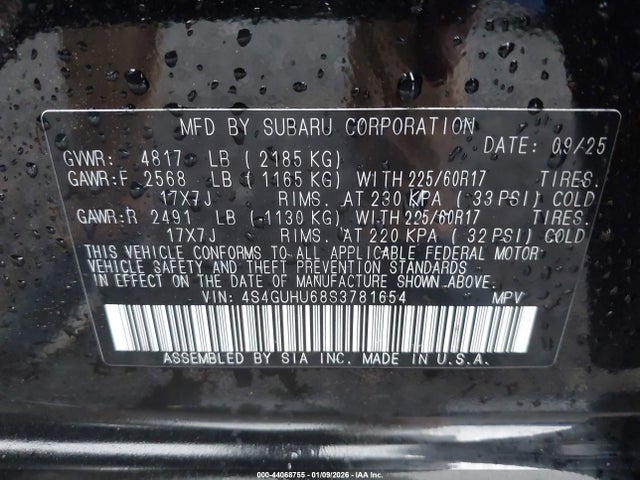 MFD BY SUBARU CORPORATION
DATE: 09/25
GVWR: 4817 LB (2185 KG)
GAWR:F 2568 LB (1165 KG) WITH 225/60R17 TIRES.
17X7J RIMS. AT 230 KPA (33 PSI) COLD
GAWR:R 2491 LB (1130 KG) WITH 225/60R17 TIRES.
17X7J RIMS. AT 220 KPA (32 PSI) COLD
THIS VEHICLE CONFORMS TO ALL APPLICABLE FEDERAL MOTOR
VEHICLE SAFETY AND THEFT PREVENTION STANDARDS
IN EFFECT ON THE DATE OF MANUFACTURE SHOWN ABOVE.
VIN: 4S4GUHU68S3781654 MPV
ASSEMBLED BY SIA INC. MADE IN U.S.A.
000-44068755 - 01/09/2026 - IAA Inc.